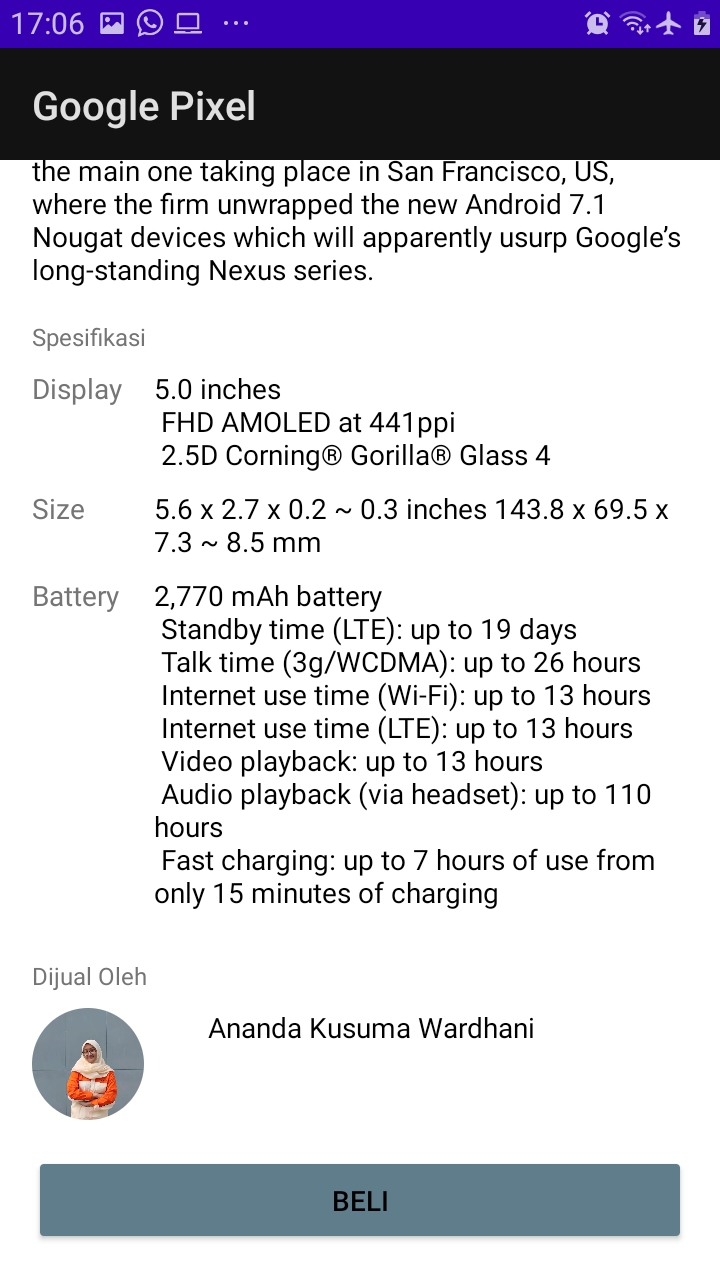 17:06
Google Pixel
the main one taking place in San Francisco, US,
where the firm unwrapped the new Android 7.1
Nougat devices which will apparently usurp Google’s
long-standing Nexus series.
Spesifikasi
Display
5.0 inches
FHD AMOLED at 441ppi
2.5D Corning® Gorilla® Glass 4
Size
5.6 x 2.7 x 0.2 ~ 0.3 inches 143.8 x 69.5 x
7.3 ~ 8.5 mm
Battery
2,770 mAh battery
Standby time (LTE): up to 19 days
Talk time (3g/WCDMA): up to 26 hours
Internet use time (Wi-Fi): up to 13 hours
Internet use time (LTE): up to 13 hours
Video playback: up to 13 hours
Audio playback (via headset): up to 110
hours
Fast charging: up to 7 hours of use from
only 15 minutes of charging
Dijual Oleh
Ananda Kusuma Wardhani
BELI